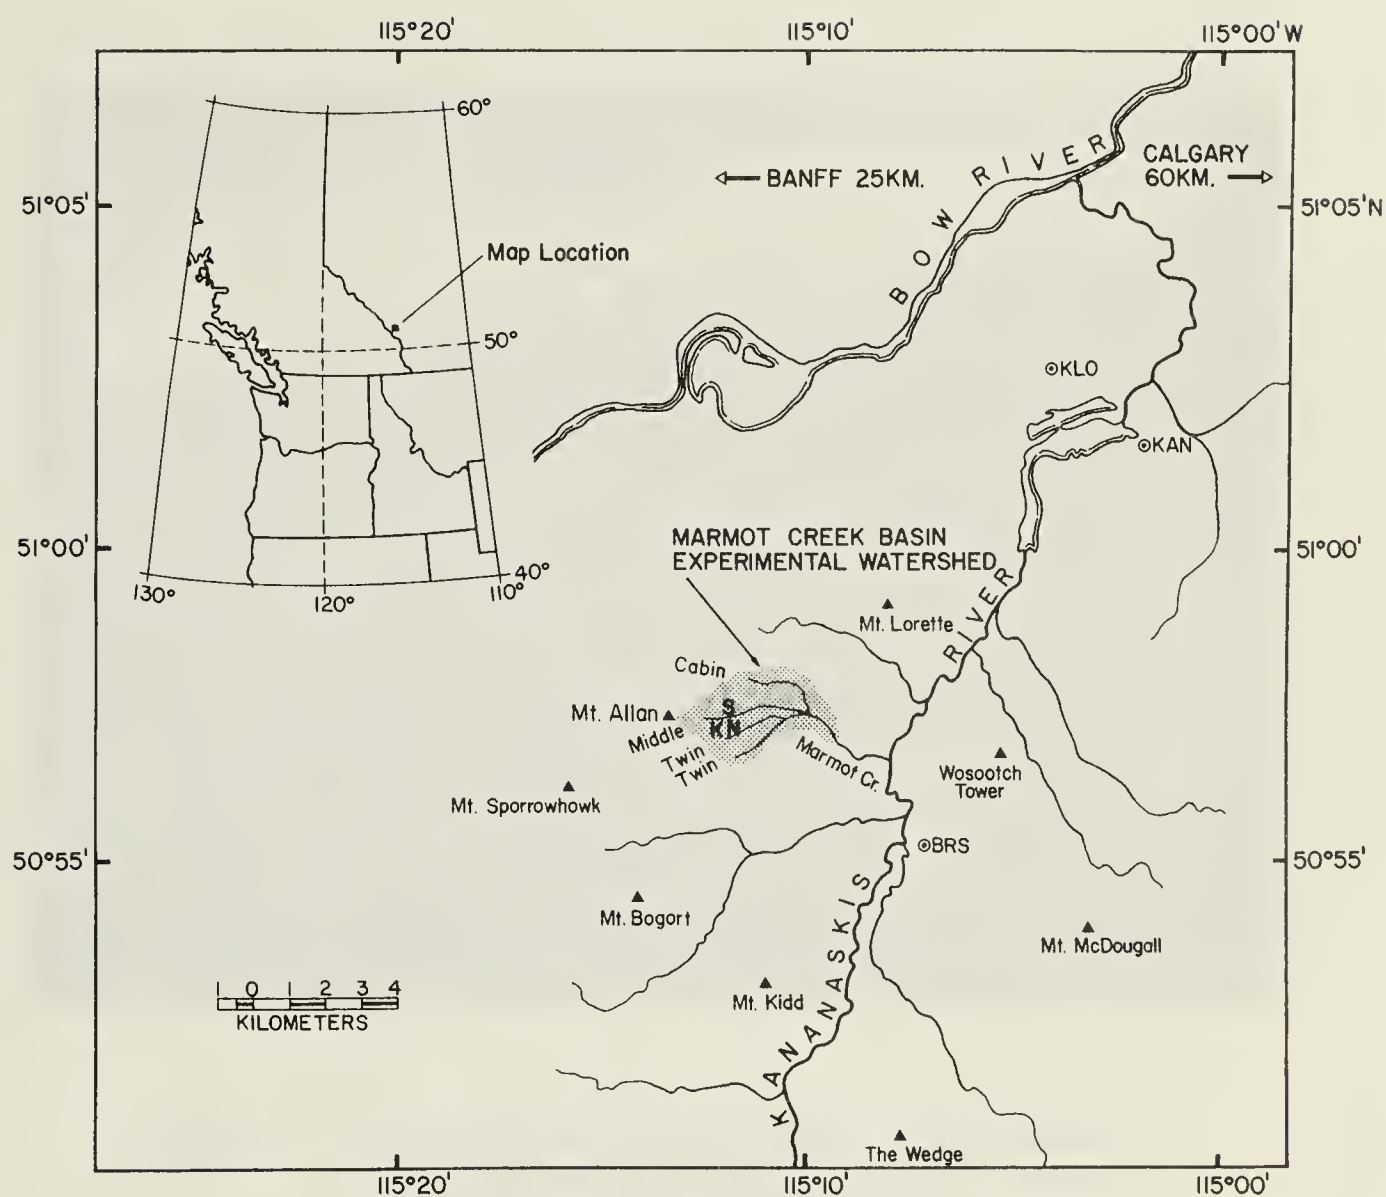 115°20'
115°10'
115°00' W
60°
BOW RIVER
CALGARY
60KM.
BANFF 25KM.
51°05'
51°05'N
Map Location
50°
KLO
KAN
MARMOT CREEK BASIN
EXPERIMENTAL WATERSHED
51°00'
51°00'
40°
130°
120°
110°
Mt. Lorette
RIVER
Cabin
S
Mt. Allan
K N
Middle
Twin
Twin
Marmot Cr.
Wosootch
Tower
Mt. Sporrowhowk
BRS
50°55'
50°55'
Mt. Bogort
KANANASKIS
Mt. McDougall
1 0 1 2 3 4
KILOMETERS
Mt. Kidd
The Wedge
115°20'
115°10'
115°00'